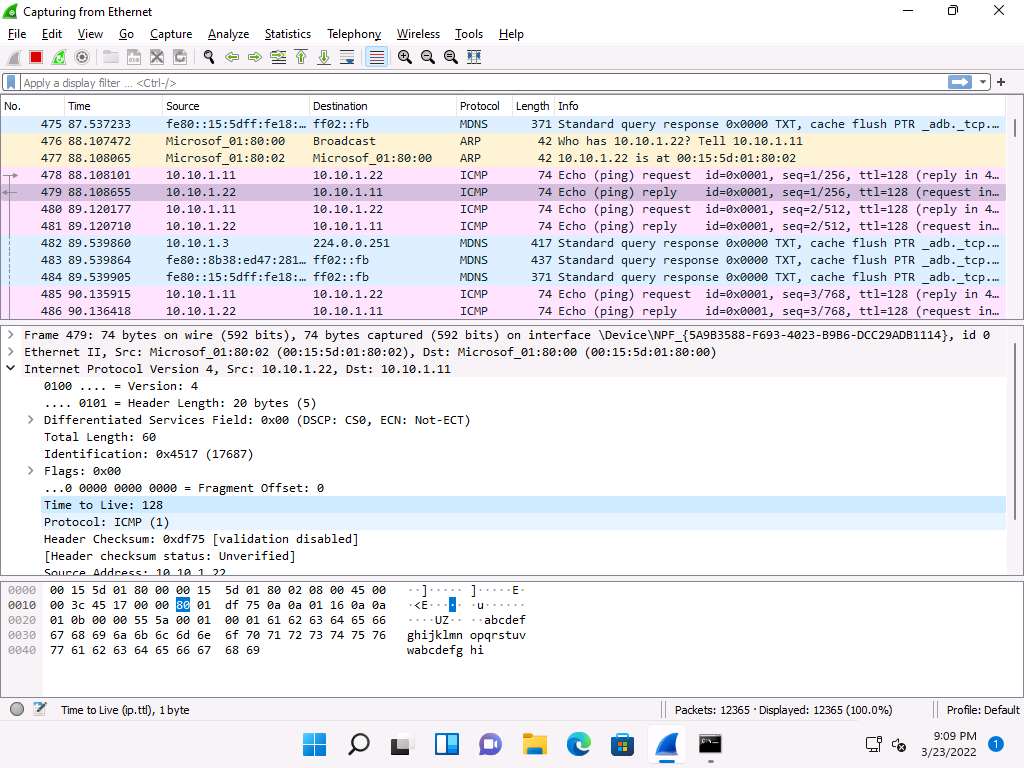 Capturing from Ethernet
File Edit View Go Capture Analyze Statistics Telephony Wireless Tools Help
Apply a display filter ... <Ctrl-/>
No. Time Source Destination Protocol Length Info
475 87.537233 fe80::15:5dff:fe18:… ff02::fb MDNS 371 Standard query response 0x0000 TXT, cache flush PTR _adb._tcp.…
476 88.107472 Microsof_01:80:00 Broadcast ARP 42 Who has 10.10.1.22? Tell 10.10.1.11
477 88.108065 Microsof_01:80:02 Microsof_01:80:00 ARP 42 10.10.1.22 is at 00:15:5d:01:80:02
478 88.108101 10.10.1.11 10.10.1.22 ICMP 74 Echo (ping) request id=0x0001, seq=1/256, ttl=128 (reply in 4…
479 88.108655 10.10.1.22 10.10.1.11 ICMP 74 Echo (ping) reply id=0x0001, seq=1/256, ttl=128 (request in…
480 89.120177 10.10.1.11 10.10.1.22 ICMP 74 Echo (ping) request id=0x0001, seq=2/512, ttl=128 (reply in 4…
481 89.120710 10.10.1.22 10.10.1.11 ICMP 74 Echo (ping) reply id=0x0001, seq=2/512, ttl=128 (request in…
482 89.539860 10.10.1.3 224.0.0.251 MDNS 417 Standard query response 0x0000 TXT, cache flush PTR _adb._tcp.…
483 89.539864 fe80::8b38:ed47:281… ff02::fb MDNS 437 Standard query response 0x0000 TXT, cache flush PTR _adb._tcp.…
484 89.539905 fe80::15:5dff:fe18:… ff02::fb MDNS 371 Standard query response 0x0000 TXT, cache flush PTR _adb._tcp.…
485 90.135915 10.10.1.11 10.10.1.22 ICMP 74 Echo (ping) request id=0x0001, seq=3/768, ttl=128 (reply in 4…
486 90.136418 10.10.1.22 10.10.1.11 ICMP 74 Echo (ping) reply id=0x0001, seq=3/768, ttl=128 (request in…
Frame 479: 74 bytes on wire (592 bits), 74 bytes captured (592 bits) on interface \Device\NPF_{5A9B3588-F693-4023-B9B6-DCC29ADB1114}, id 0
Ethernet II, Src: Microsof_01:80:02 (00:15:5d:01:80:02), Dst: Microsof_01:80:00 (00:15:5d:01:80:00)
Internet Protocol Version 4, Src: 10.10.1.22, Dst: 10.10.1.11
0100 .... = Version: 4
.... 0101 = Header Length: 20 bytes (5)
Differentiated Services Field: 0x00 (DSCP: CS0, ECN: Not-ECT)
Total Length: 60
Identification: 0x4517 (17687)
Flags: 0x00
...0 0000 0000 0000 = Fragment Offset: 0
Time to Live: 128
Protocol: ICMP (1)
Header Checksum: 0xdf75 [validation disabled]
[Header checksum status: Unverified]
Source Address: 10.10.1.22
0000 00 15 5d 01 80 00 00 15 5d 01 80 02 08 00 45 00 ··]····· ]·····E·
0010 00 3c 45 17 00 00 80 01 df 75 0a 0a 01 16 0a 0a ·<E····· ·u······
0020 01 0b 00 00 55 5a 00 01 00 01 61 62 63 64 65 66 ····UZ·· ··abcdef
0030 67 68 69 6a 6b 6c 6d 6e 6f 70 71 72 73 74 75 76 ghijklmn opqrstuv
0040 77 61 62 63 64 65 66 67 68 69 wabcdefg hi
Time to Live (ip.ttl), 1 byte Packets: 12365 · Displayed: 12365 (100.0%) Profile: Default
9:09 PM
3/23/2022
1